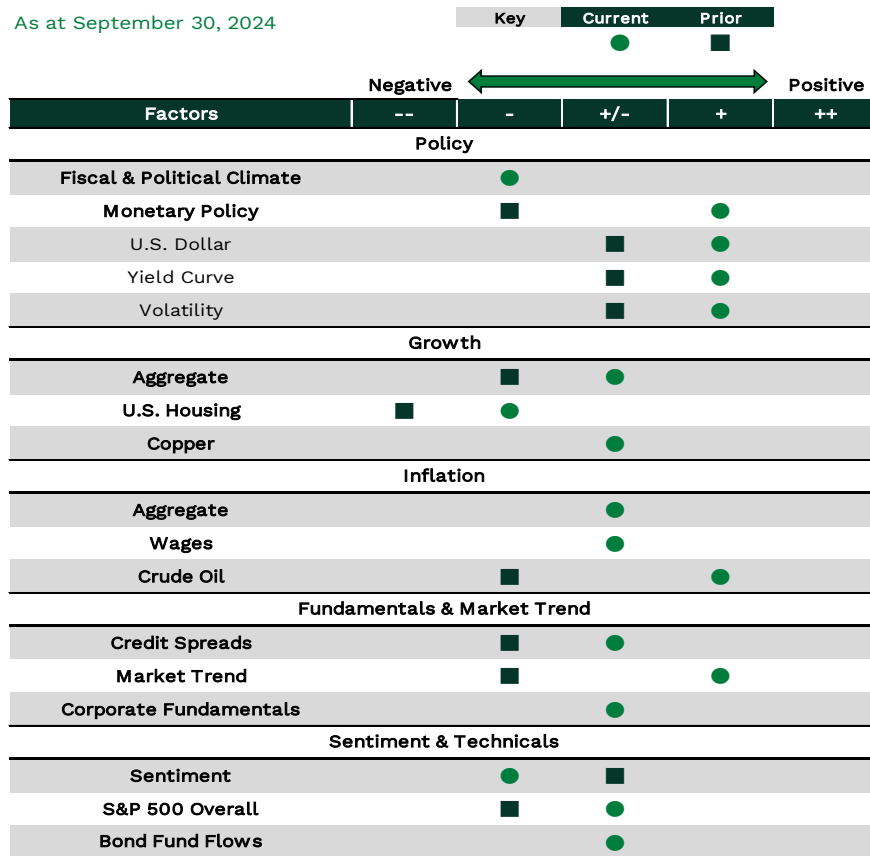 As at September 30, 2024
Key Current Prior
Negative Positive
Factors -- - +/- + ++
Policy
Fiscal & Political Climate
Monetary Policy
U.S. Dollar
Yield Curve
Volatility
Growth
Aggregate
U.S. Housing
Copper
Inflation
Aggregate
Wages
Crude Oil
Fundamentals & Market Trend
Credit Spreads
Market Trend
Corporate Fundamentals
Sentiment & Technicals
Sentiment
S&P 500 Overall
Bond Fund Flows